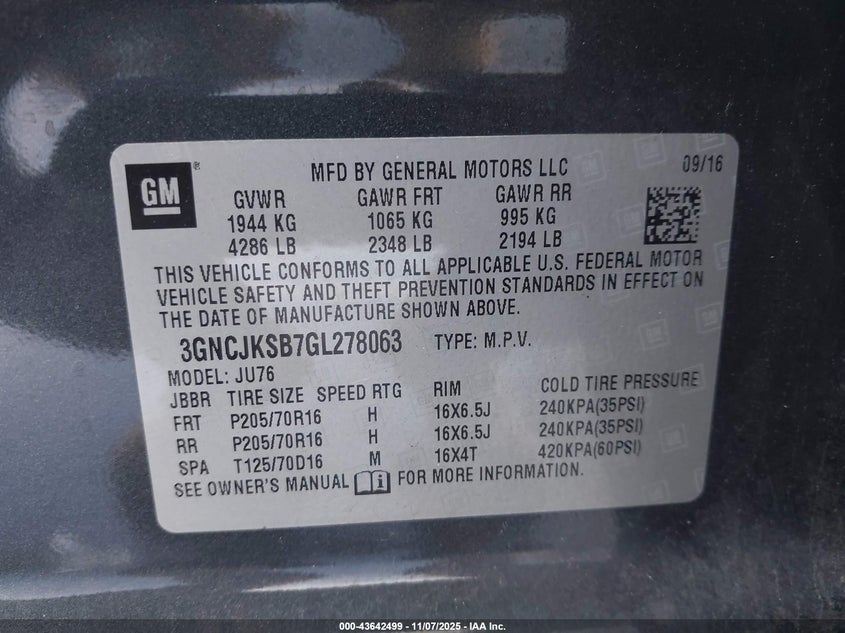 GM ®
MFD BY GENERAL MOTORS LLC 09/16
GVWR GAWR FRT GAWR RR
1944 KG 1065 KG 995 KG
4286 LB 2348 LB 2194 LB
THIS VEHICLE CONFORMS TO ALL APPLICABLE U.S. FEDERAL MOTOR
VEHICLE SAFETY AND THEFT PREVENTION STANDARDS IN EFFECT ON
THE DATE OF MANUFACTURE SHOWN ABOVE.
3GNCJKSB7GL278063 TYPE: M.P.V.
MODEL: JU76
JBBR TIRE SIZE SPEED RTG RIM COLD TIRE PRESSURE
FRT P205/70R16 H 16X6.5J 240KPA(35PSI)
RR P205/70R16 H 16X6.5J 240KPA(35PSI)
SPA T125/70D16 M 16X4T 420KPA(60PSI)
SEE OWNER'S MANUAL FOR MORE INFORMATION.
000-43642499 - 11/07/2025 - IAA Inc.